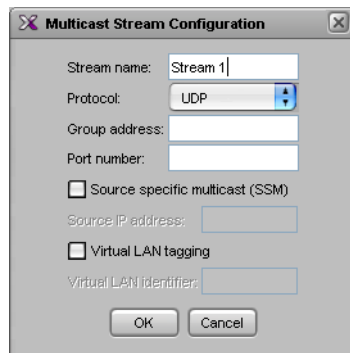 Multicast Stream Configuration
Stream name: Stream 1
Protocol: UDP
Group address:
Port number:
Source specific multicast (SSM)
Source IP address:
Virtual LAN tagging
Virtual LAN identifier:
OK Cancel